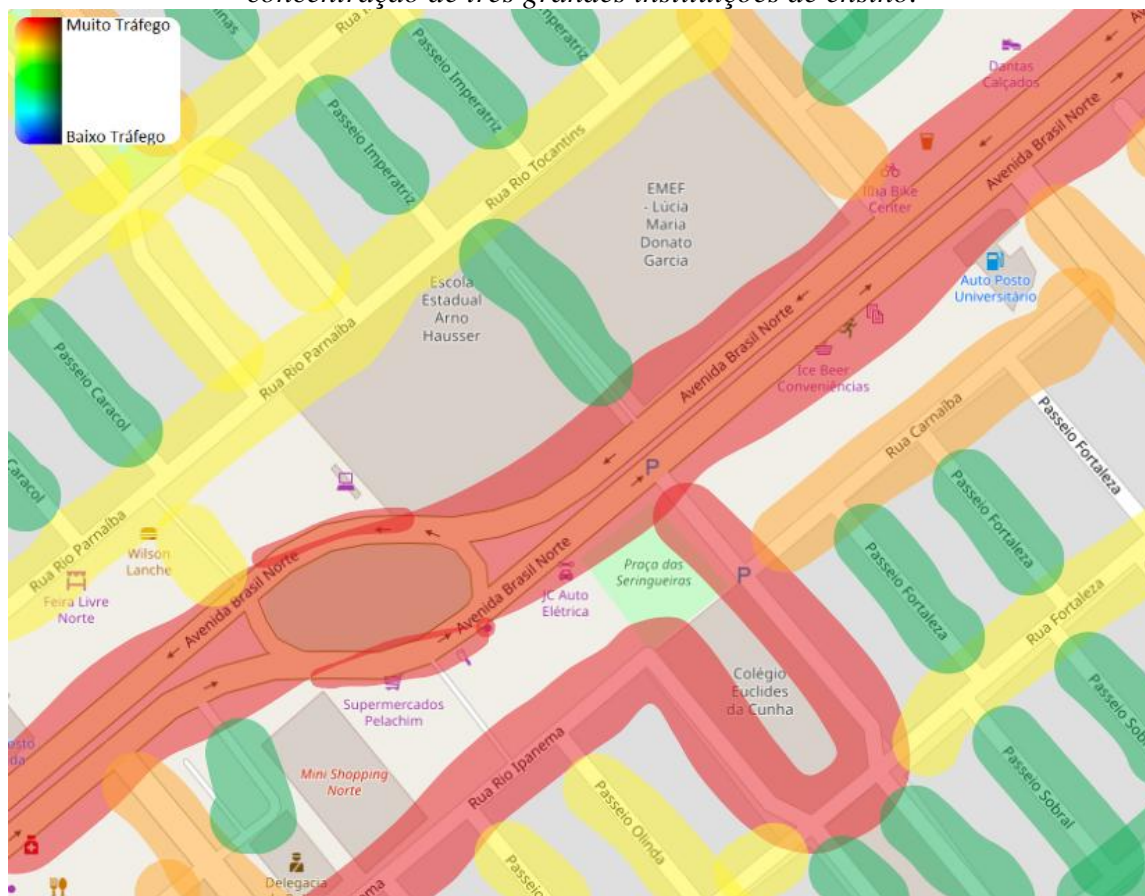 concentração de três grandes instituições de ensino.
Muito Tráfego
Baixo Tráfego
Passeio Imperatriz
Passeio Imperatriz
Rua Rio Tocantins
Dantas
Calçados
Avenida Brasil Norte
EMEF
- Lúcia
Maria
Donato
Garcia
Bike
Center
Auto Posto
Universitário
Escola
Estadual
Arno
Hausser
Avenida Brasil Norte
Ice Beer
Conveniências
Rua Rio Parnaíba
Passeio Caracol
Caracol
Rua Carnaíba
Passeio Fortaleza
Passeio Fortaleza
Passeio Fortaleza
Rua Fortaleza
P
Rua Rio Parnaíba
Wilson
Lanche
Feira Livre
Norte
Avenida Brasil Norte
Avenida Brasil Norte
JC Auto
Elétrica
Praça das
Seringueiras
P
Colégio
Euclides
da Cunha
Supermercados
Pelachim
Mini Shopping
Norte
Rua Rio Ipanema
Passeio Olinda
Passeio Sobral
Passeio
Delegacia